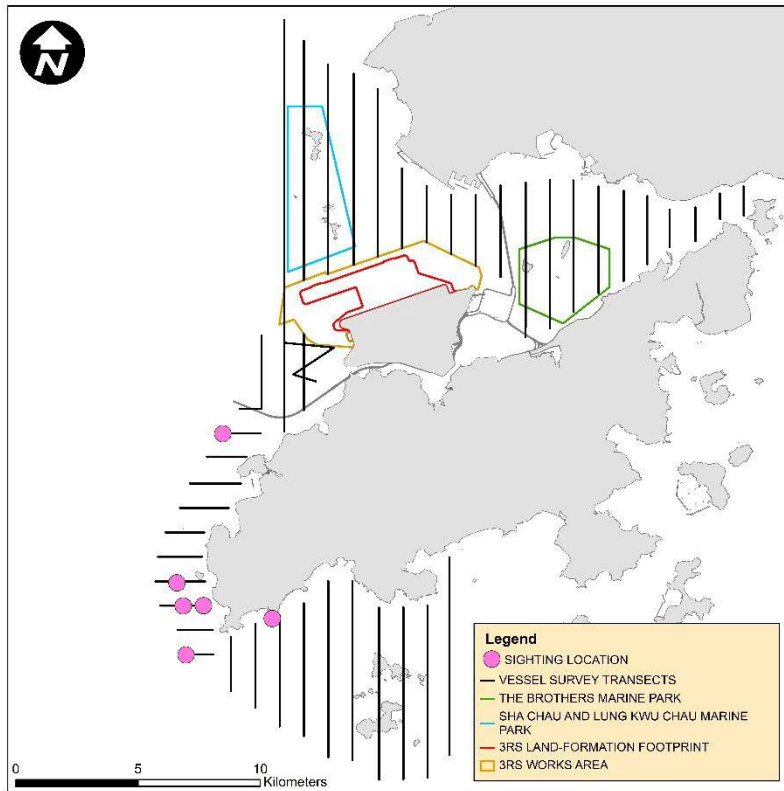 N
Legend
SIGHTING LOCATION
VESSEL SURVEY TRANSECTS
THE BROTHERS MARINE PARK
SHA CHAU AND LUNG KWU CHAU MARINE
PARK
3RS LAND-FORMATION FOOTPRINT
3RS WORKS AREA
0 5 10
Kilometers